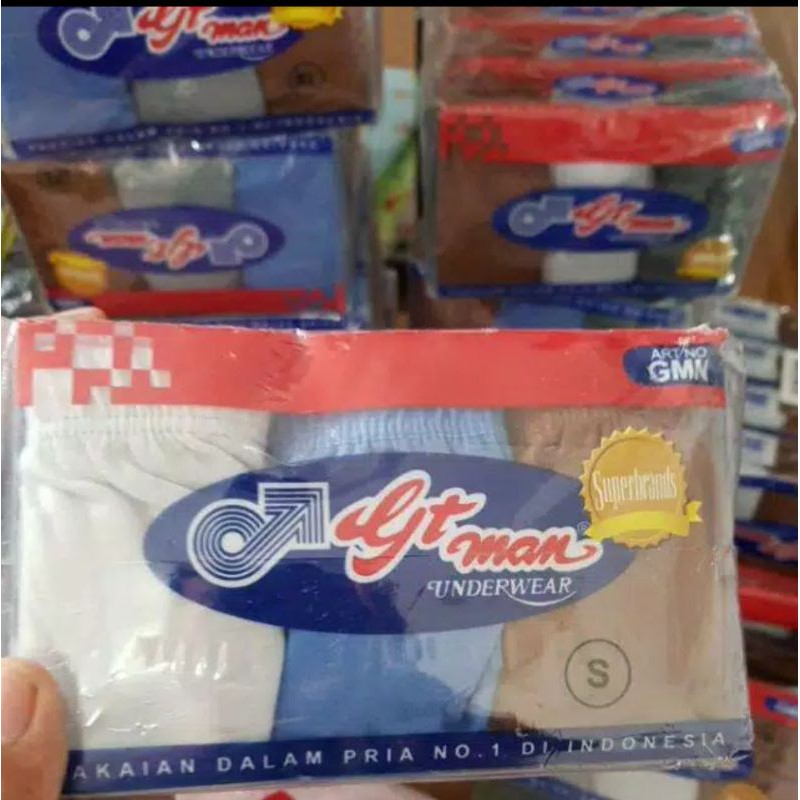 Gt man
UNDERWEAR
Gt man
Gt man
ART/NO
GMN
Superbrands
Gt man
UNDERWEAR
S
AKAIAN DALAM PRIA NO.1 DI INDONESIA